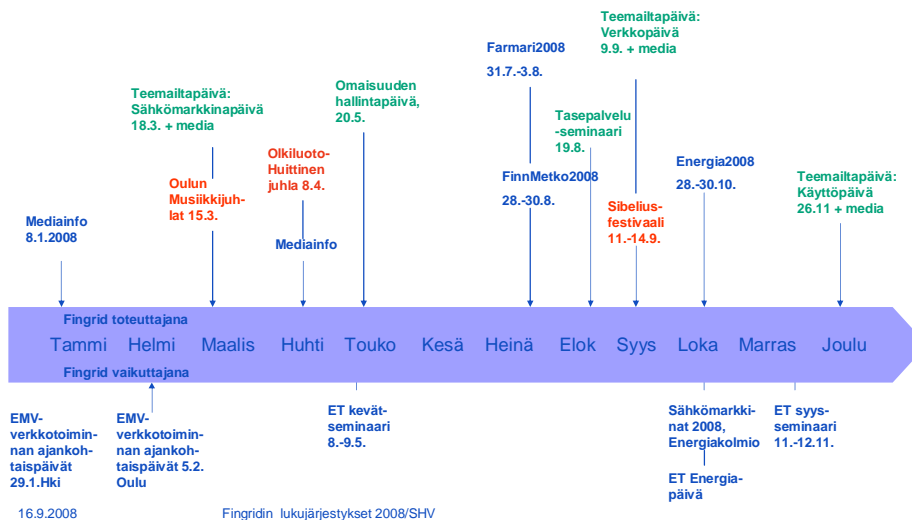 Teemailtapäivä:
Verkkopäivä
9.9. + media
Farmari2008
31.7.-3.8.
Teemailtapäivä:
Sähkömarkkinapäivä
18.3. + media
Omaisuuden
hallintapäivä,
20.5.
Tasepalvelu
-seminaari
19.8.
Olkiluoto-
Huittinen
juhla 8.4.
Oulun
Musiikkijuh-
lat 15.3.
FinnMetko2008
28.-30.8.
Energia2008
28.-30.10.
Teemailtapäivä:
Käyttöpäivä
26.11 + media
Sibelius-
festivaali
11.-14.9.
Mediainfo
8.1.2008
Mediainfo
Fingrid toteuttajana
Tammi Helmi Maalis Huhti Touko Kesä Heinä Elok Syys Loka Marras Joulu
Fingrid vaikuttajana
EMV-
verkkotoimin-
nan ajankoh-
taispäivät
29.1.Hki
EMV-
verkkotoimin-
nan ajankoh-
taispäivät 5.2.
Oulu
ET kevät-
seminaari
8.-9.5.
Sähkömarkki-
nat 2008,
Energiakolmio
ET Energia-
päivä
ET syys-
seminaari
11.-12.11.
16.9.2008
Fingridin lukujärjestykset 2008/SHV